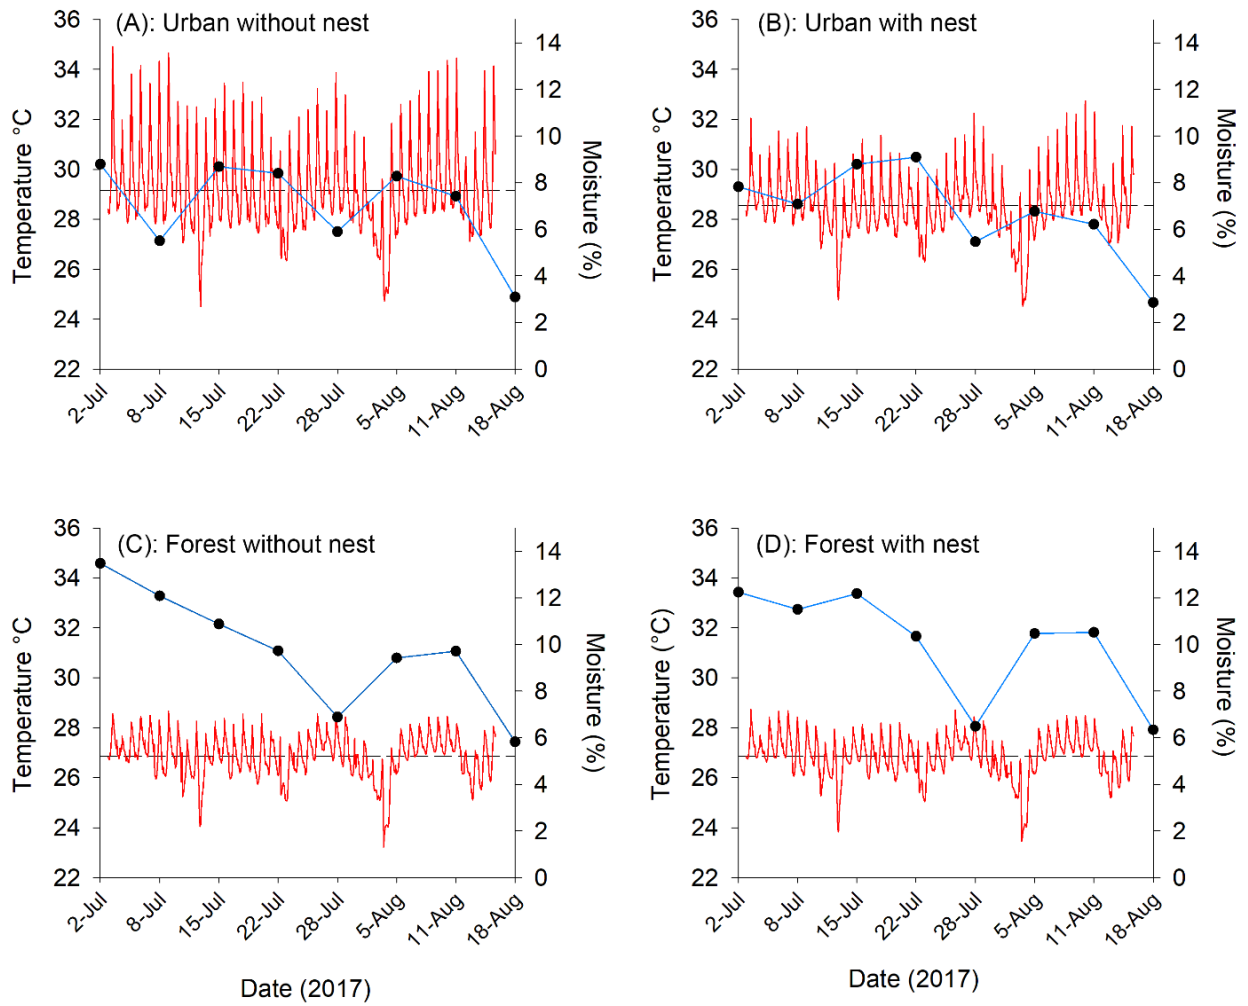 (A): Urban without nest
36
34
32
30
28
26
24
22
Temperature °C
14
12
10
8
6
4
2
0
Moisture (%)
2-Jul
8-Jul
15-Jul
22-Jul
28-Jul
5-Aug
11-Aug
18-Aug
(B): Urban with nest
36
34
32
30
28
26
24
22
Temperature °C
14
12
10
8
6
4
2
0
Moisture (%)
2-Jul
8-Jul
15-Jul
22-Jul
28-Jul
5-Aug
11-Aug
18-Aug
(C): Forest without nest
36
34
32
30
28
26
24
22
Temperature °C
14
12
10
8
6
4
2
0
Moisture (%)
2-Jul
8-Jul
15-Jul
22-Jul
28-Jul
5-Aug
11-Aug
18-Aug
Date (2017)
(D): Forest with nest
36
34
32
30
28
26
24
22
Temperature (°C)
14
12
10
8
6
4
2
0
Moisture (%)
2-Jul
8-Jul
15-Jul
22-Jul
28-Jul
5-Aug
11-Aug
18-Aug
Date (2017)